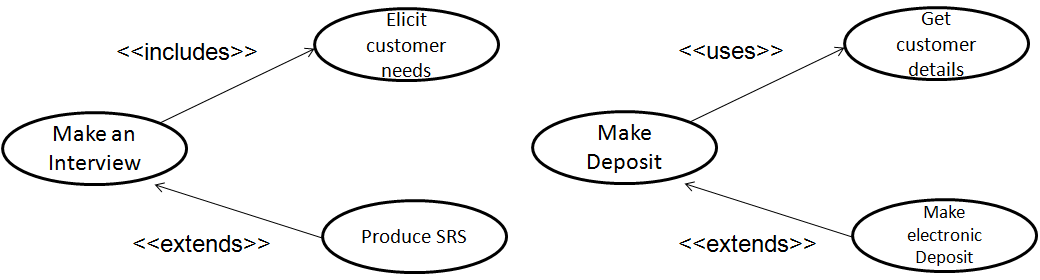 Elicit
customer
needs
<<includes>>
Make an
Interview
<<extends>>
Produce SRS
Get
customer
details
<<uses>>
Make
Deposit
<<extends>>
Make
electronic
Deposit